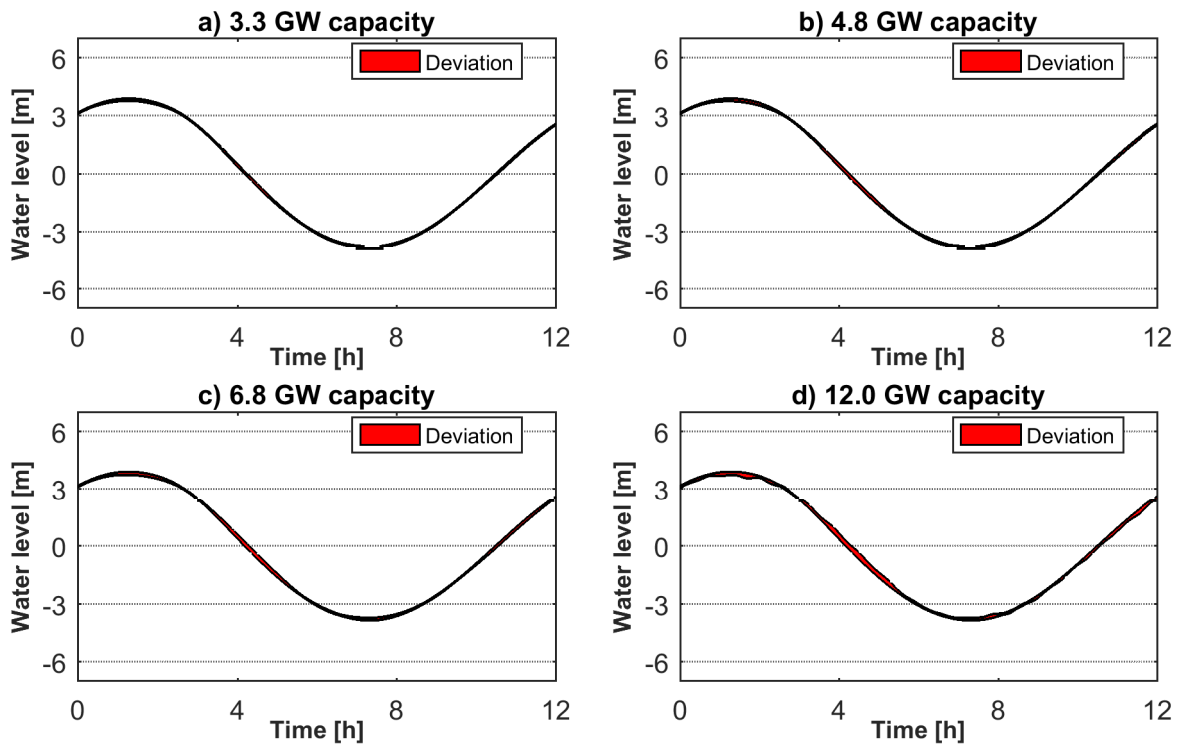 a) 3.3 GW capacity
Deviation
Water level [m]
6
3
0
-3
-6
0 4 8 12
Time [h]
b) 4.8 GW capacity
Deviation
Water level [m]
6
3
0
-3
-6
0 4 8 12
Time [h]
c) 6.8 GW capacity
Deviation
Water level [m]
6
3
0
-3
-6
0 4 8 12
Time [h]
d) 12.0 GW capacity
Deviation
Water level [m]
6
3
0
-3
-6
0 4 8 12
Time [h]